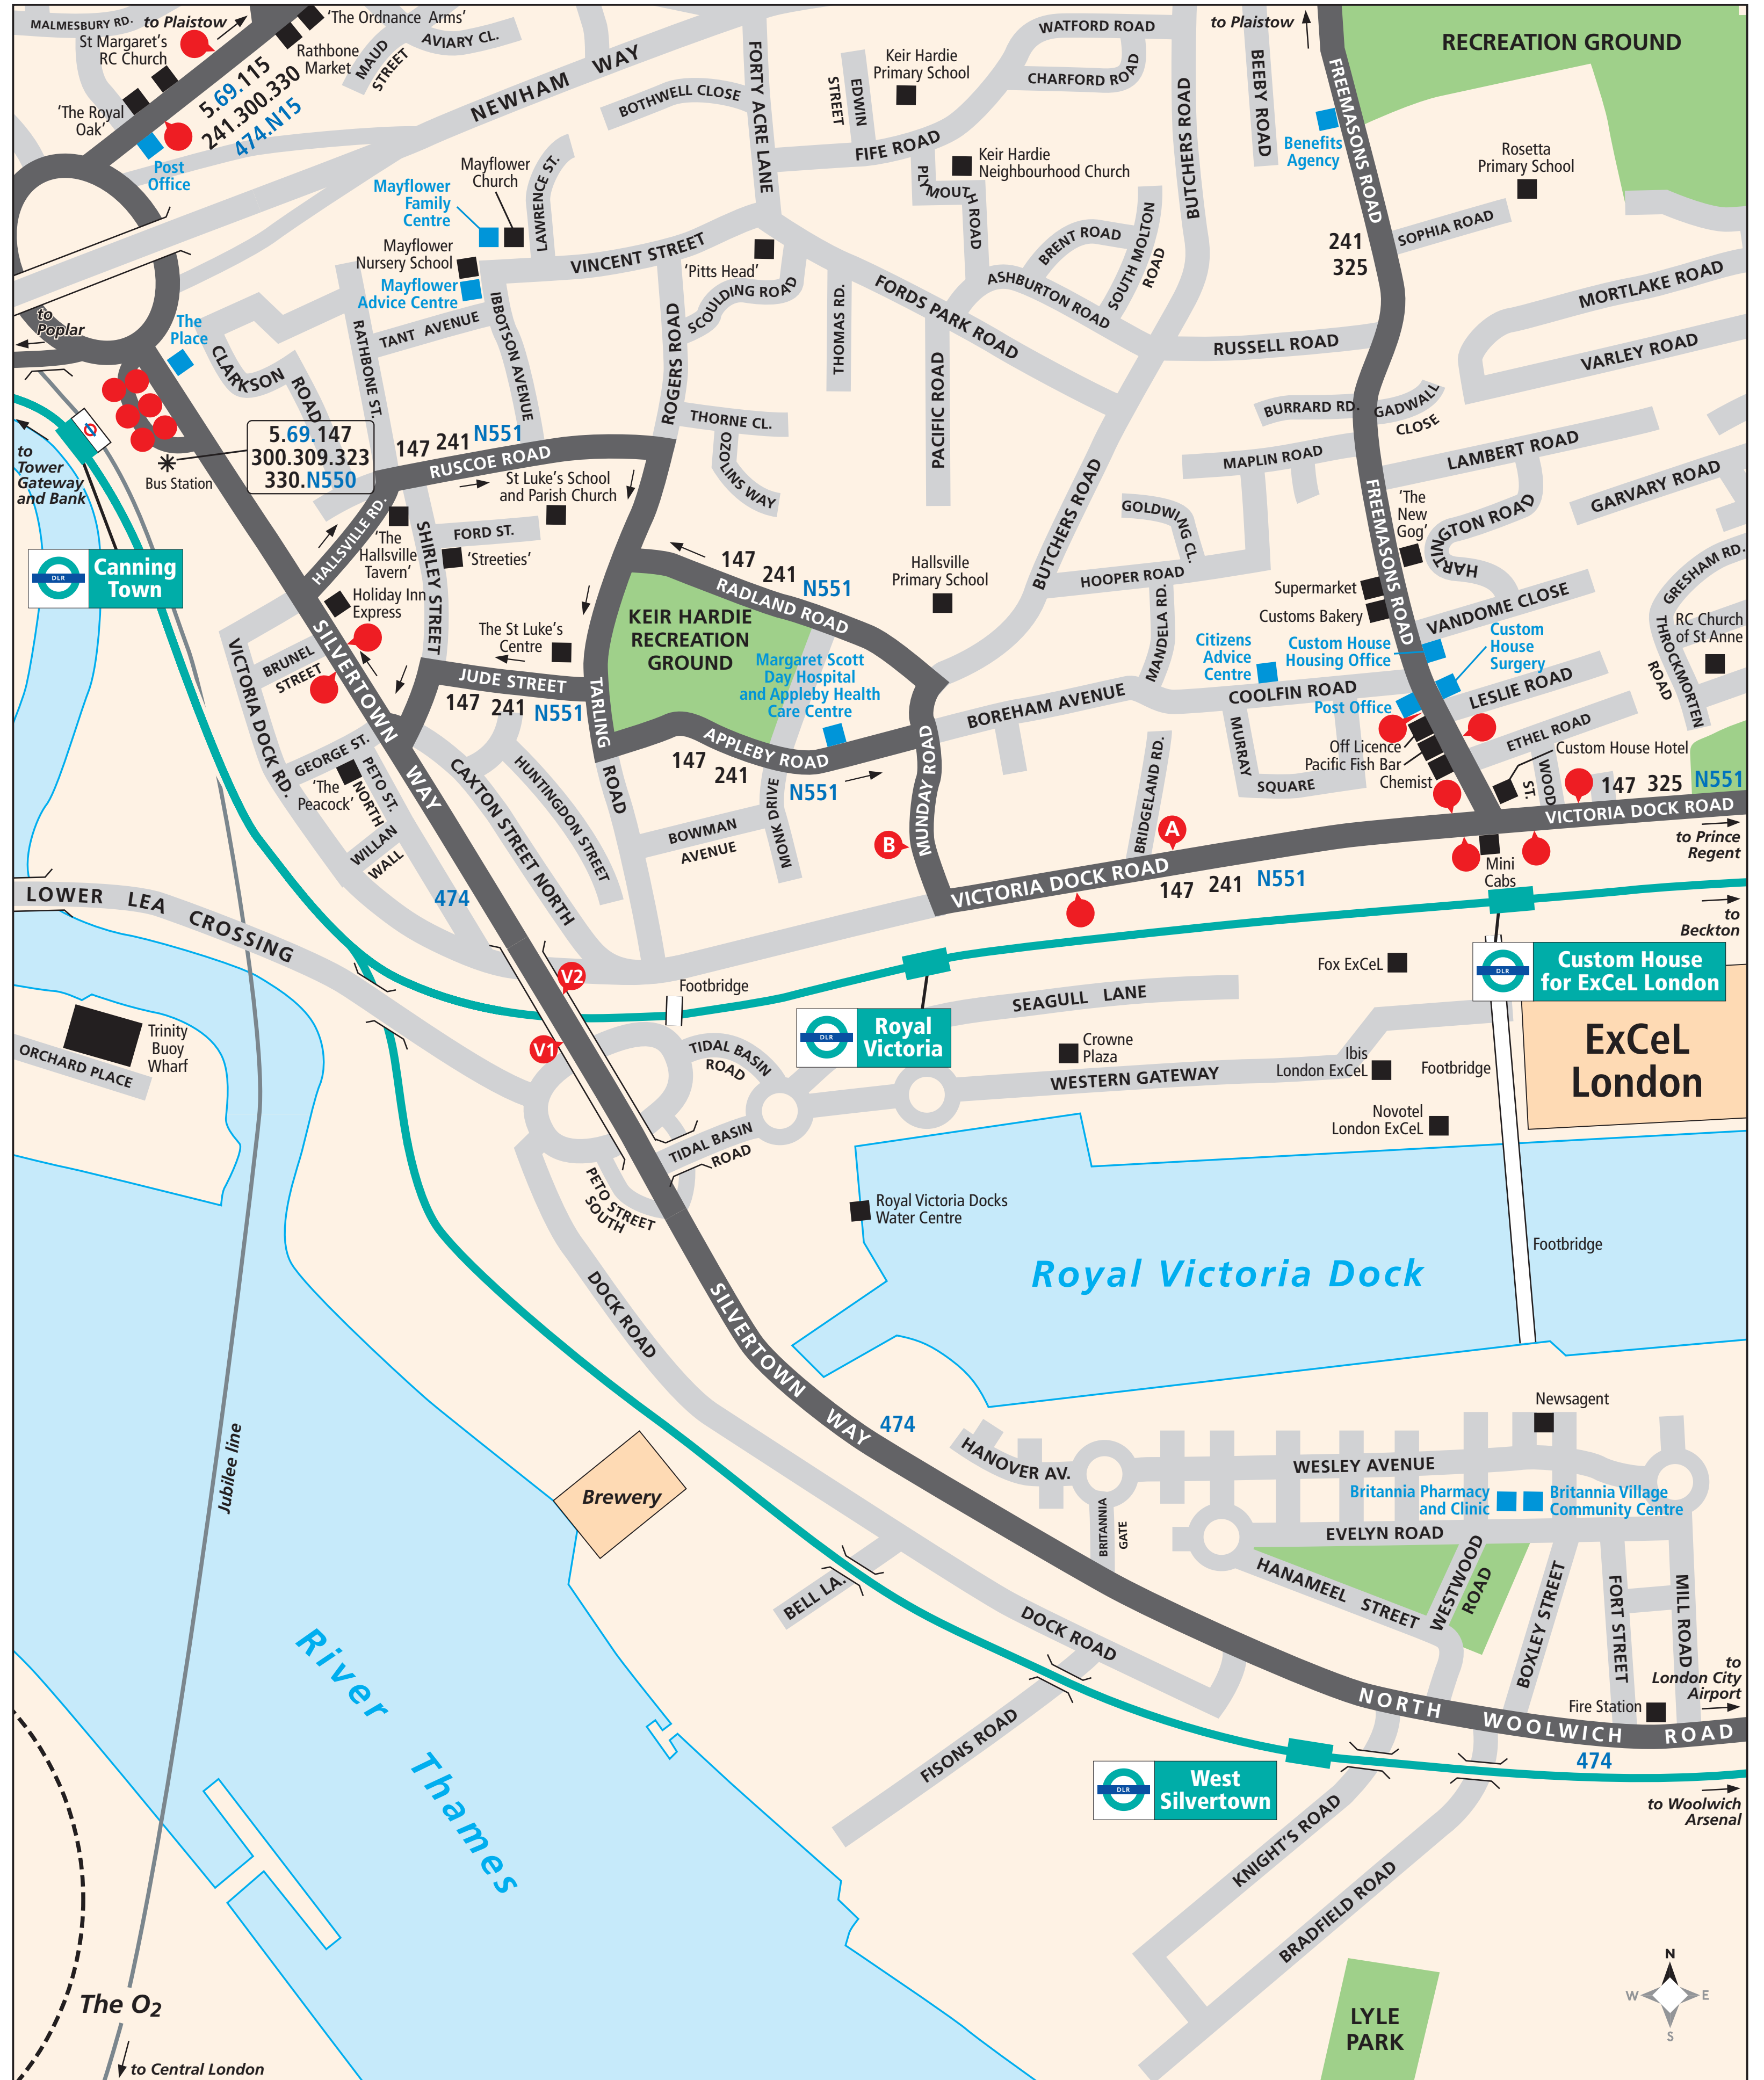 MALMESBURY RD.
to Plaistow
'The Ordnance Arms'
St Margaret's
RC Church
Rathbone
Market
MAUD
STREET
AVIARY CL.
'The Royal
Oak'
5.69.115
241.300.330
474.N15
Post
Office
NEWHAM WAY
BOTHWELL CLOSE
FORTY ACRE LANE
EDWIN
STREET
Keir Hardie
Primary School
WATFORD ROAD
CHARFORD ROAD
FIFE ROAD
Keir Hardie
Neighbourhood Church
PLYMOUTH ROAD
BUTCHERS ROAD
BEEBY ROAD
to Plaistow
FREEMASONS ROAD
RECREATION GROUND
Benefits
Agency
Rosetta
Primary School
SOPHIA ROAD
241
325
MORTLAKE ROAD
VARLEY ROAD
Mayflower
Church
Mayflower
Family
Centre
LAWRENCE ST.
Mayflower
Nursery School
Mayflower
Advice Centre
VINCENT STREET
'Pitts Head'
SCOULDING ROAD
BRENT ROAD
SOUTH MOLTON
ROAD
ASHBURTON ROAD
FORDS PARK ROAD
THOMAS RD.
PACIFIC ROAD
RUSSELL ROAD
to
Poplar
The
Place
CLARKSON
ROAD
RATHBONE ST.
TANT AVENUE
IBBOTSON AVENUE
ROGERS ROAD
THORNE CL.
COZOLINS WAY
BURRARD RD.
GADWALL
CLOSE
MAPLIN ROAD
LAMBERT ROAD
GARVARY ROAD
to
Tower
Gateway
and Bank
5.69.147
300.309.323
330.N550
Bus Station
147 241 N551
RUSCOE ROAD
St Luke's School
and Parish Church
HALLSVILLE RD.
'The
Hallsville
Tavern'
FORD ST.
'Streeties'
SHIRLEY STREET
Holiday Inn
Express
DLR
Canning
Town
BUTCHERS ROAD
GOLDWING CL.
HOOPER ROAD
FREEMASONS ROAD
'The
New
Gog'
HARTINGTON ROAD
Supermarket
Customs Bakery
VANDOME CLOSE
GRESHAM RD.
RC Church
of St Anne
THROCKMORTEN
ROAD
147 241 N551
RADLAND ROAD
Hallsville
Primary School
KEIR HARDIE
RECREATION
GROUND
The St Luke's
Centre
JUDE STREET
147 241 N551
TARLING
ROAD
Margaret Scott
Day Hospital
and Appleby Health
Care Centre
APPLEBY ROAD
147 241 N551
MUNDAY ROAD
BOREHAM AVENUE
MANDELA RD.
Citizens
Advice
Centre
Custom House
Housing Office
Custom
House
Surgery
COOLFIN ROAD
Post Office
LESLIE ROAD
ETHEL ROAD
Off Licence
Pacific Fish Bar
Chemist
Custom House Hotel
WOOD
ST.
MURRAY
SQUARE
BRIDGELAND RD.
147 325 N551
VICTORIA DOCK ROAD
to Prince
Regent
BRUNEL
STREET
VICTORIA DOCK RD.
SILVERTOWN
WAY
GEORGE ST.
'The
Peacock'
PETO ST.
NORTH
WILLAN
WALL
CAXTON STREET NORTH
HUNTINGDON STREET
BOWMAN
AVENUE
MONK DRIVE
474
B
A
VICTORIA DOCK ROAD
147 241 N551
Mini
Cabs
to
Beckton
LOWER LEA CROSSING
V2
V1
Footbridge
DLR
Royal
Victoria
SEAGULL LANE
Fox ExCeL
DLR
Custom House
for ExCeL London
ExCeL
London
Trinity
Buoy
Wharf
ORCHARD PLACE
TIDAL BASIN
ROAD
Crowne
Plaza
WESTERN GATEWAY
Ibis
London ExCeL
Footbridge
Novotel
London ExCeL
TIDAL BASIN
ROAD
PETO STREET
SOUTH
Royal Victoria Docks
Water Centre
Royal Victoria Dock
Footbridge
DOCK ROAD
SILVERTOWN
WAY
474
Jubilee line
Brewery
HANOVER AV.
BRITANNIA
GATE
Newsagent
WESLEY AVENUE
Britannia Pharmacy
and Clinic
Britannia Village
Community Centre
EVELYN ROAD
HANAMEEL STREET
WESTWOOD
ROAD
BOXLEY STREET
FORT STREET
MILL ROAD
BELL LA.
DOCK ROAD
to
London City
Airport
Fire Station
NORTH WOOLWICH ROAD
474
River Thames
FISONS ROAD
DLR
West
Silvertown
to Woolwich
Arsenal
KNIGHT'S ROAD
BRADFIELD ROAD
The O2
to Central London
LYLE
PARK
N
W E
S